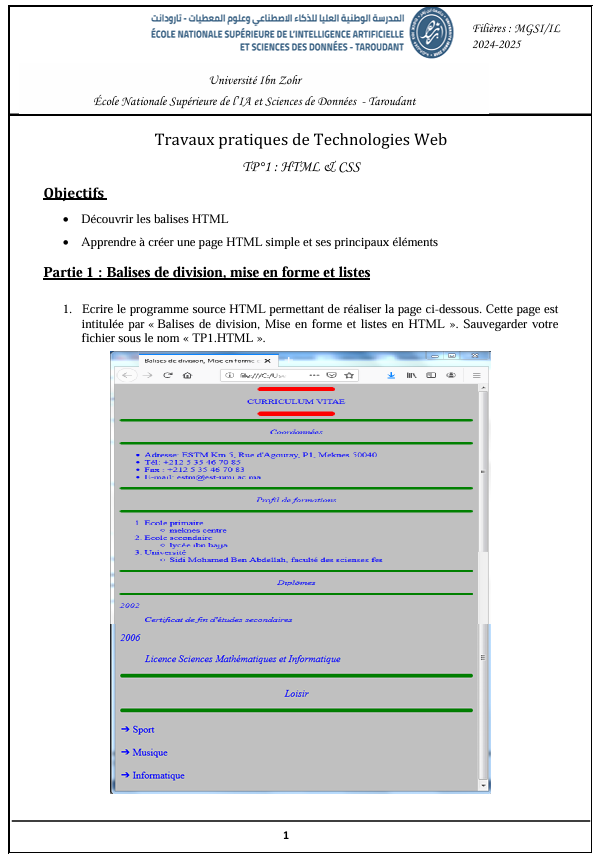 المدرسة الوطنية العليا للذكاء الاصطناعي وعلوم المعطيات - تارودانت
ÉCOLE NATIONALE SUPÉRIEURE DE L'INTELLIGENCE ARTIFICIELLE
ET SCIENCES DES DONNÉES - TAROUDANT
Filières : MGSI/IL
2024-2025
Université Ibn Zohr
École Nationale Supérieure de l'IA et Sciences de Données - Taroudant
Travaux pratiques de Technologies Web
TP°1 : HTML & CSS
Objectifs
• Découvrir les balises HTML
• Apprendre à créer une page HTML simple et ses principaux éléments
Partie 1 : Balises de division, mise en forme et listes
1. Ecrire le programme source HTML permettant de réaliser la page ci-dessous. Cette page est
intitulée par « Balises de division, Mise en forme et listes en HTML ». Sauvegarder votre
fichier sous le nom « TP1.HTML ».
Balises de division, Mise en forme
CURRICULUM VITAE
Coordonnées
• Adresse: ESTM Km 5, Rue d'Agouray, P1, Meknes 50040
• Tél: +212 5 35 46 70 85
• Fax : +212 5 35 46 70 83
• E-mail: estm@est-umi.ac.ma
Profil de formations
1. Ecole primaire
○ meknes centre
2. Ecole secondaire
○ lycée ibn
3. Université
○ Sidi Mohamed Ben Abdellah, faculté des sciences fes
Diplômes
2002
Certificat de fin d'études secondaires
2006
Licence Sciences Mathématiques et Informatique
Loisir
➔ Sport
➔ Musique
➔ Informatique
1